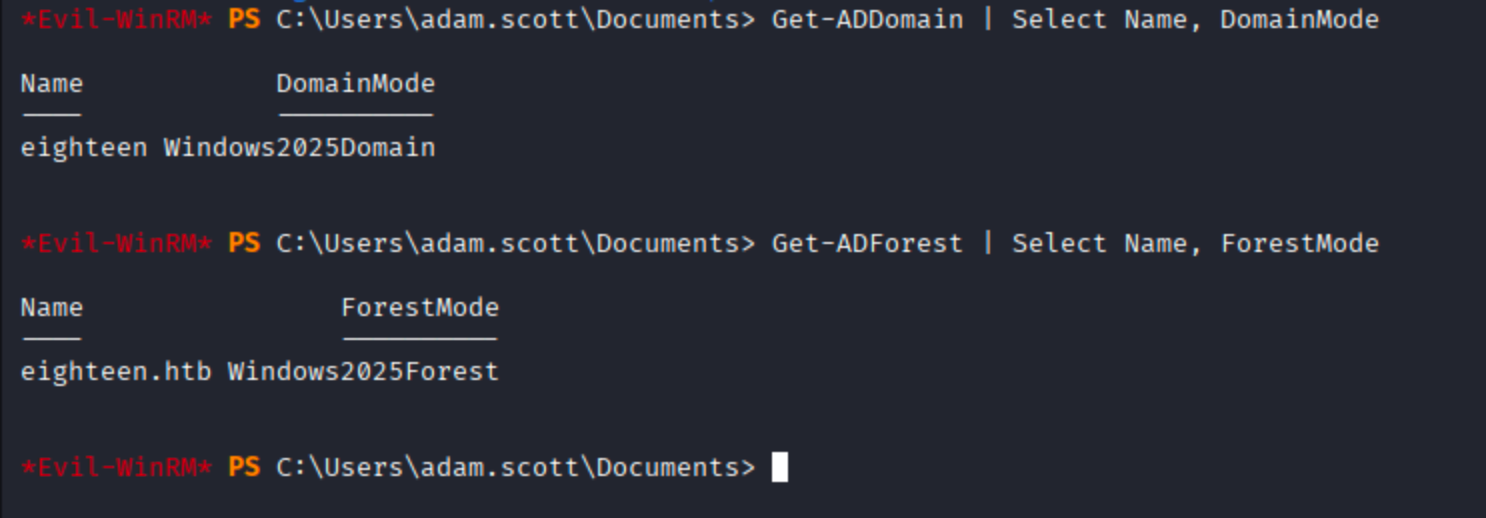 *Evil-WinRM* PS C:\Users\adam.scott\Documents> Get-ADDomain | Select Name, DomainMode
Name            DomainMode
----            ----------
eighteen Windows2025Domain
*Evil-WinRM* PS C:\Users\adam.scott\Documents> Get-ADForest | Select Name, ForestMode
Name                ForestMode
----                ----------
eighteen.htb Windows2025Forest
*Evil-WinRM* PS C:\Users\adam.scott\Documents>